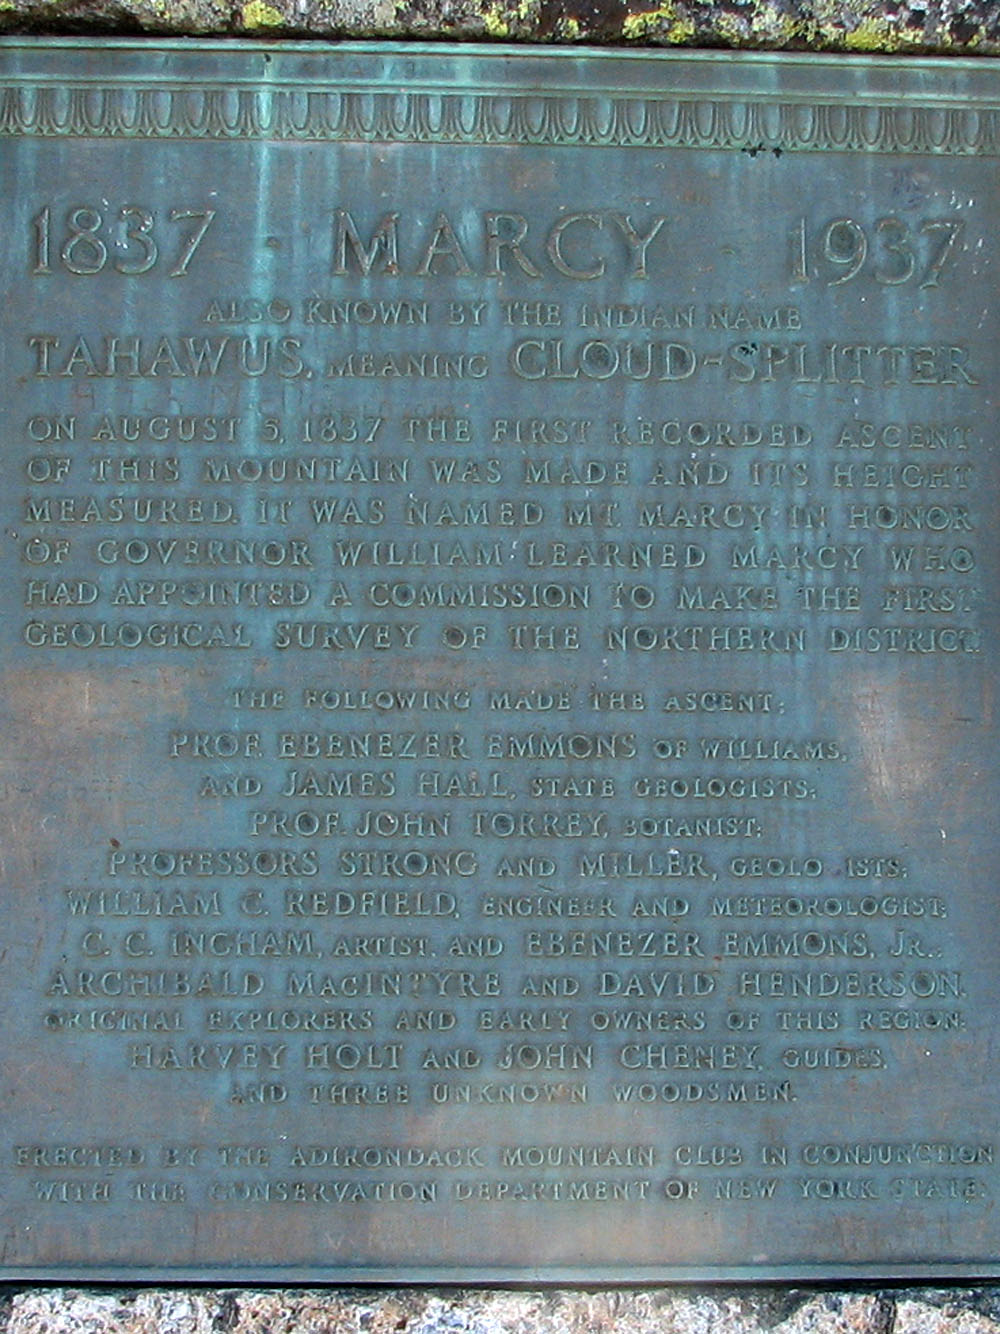 1837 · MARCY · 1937
ALSO KNOWN BY THE INDIAN NAME
TAHAWUS, MEANING CLOUD-SPLITTER
ON AUGUST 5, 1837 THE FIRST RECORDED ASCENT
OF THIS MOUNTAIN WAS MADE AND ITS HEIGHT
MEASURED. IT WAS NAMED MT. MARCY IN HONOR
OF GOVERNOR WILLIAM LEARNED MARCY WHO
HAD APPOINTED A COMMISSION TO MAKE THE FIRST
GEOLOGICAL SURVEY OF THE NORTHERN DISTRICT.
THE FOLLOWING MADE THE ASCENT:
PROF. EBENEZER EMMONS OF WILLIAMS,
AND JAMES HALL, STATE GEOLOGISTS;
PROF. JOHN TORREY, BOTANIST;
PROFESSORS STRONG AND MILLER, GEOLO ISTS;
WILLIAM C. REDFIELD, ENGINEER AND METEOROLOGIST;
C. C. INGHAM, ARTIST, AND EBENEZER EMMONS, JR.;
ARCHIBALD MACINTYRE AND DAVID HENDERSON,
ORIGINAL EXPLORERS AND EARLY OWNERS OF THIS REGION;
HARVEY HOLT AND JOHN CHENEY, GUIDES,
AND THREE UNKNOWN WOODSMEN.
ERECTED BY THE ADIRONDACK MOUNTAIN CLUB IN CONJUNCTION
WITH THE CONSERVATION DEPARTMENT OF NEW YORK STATE.